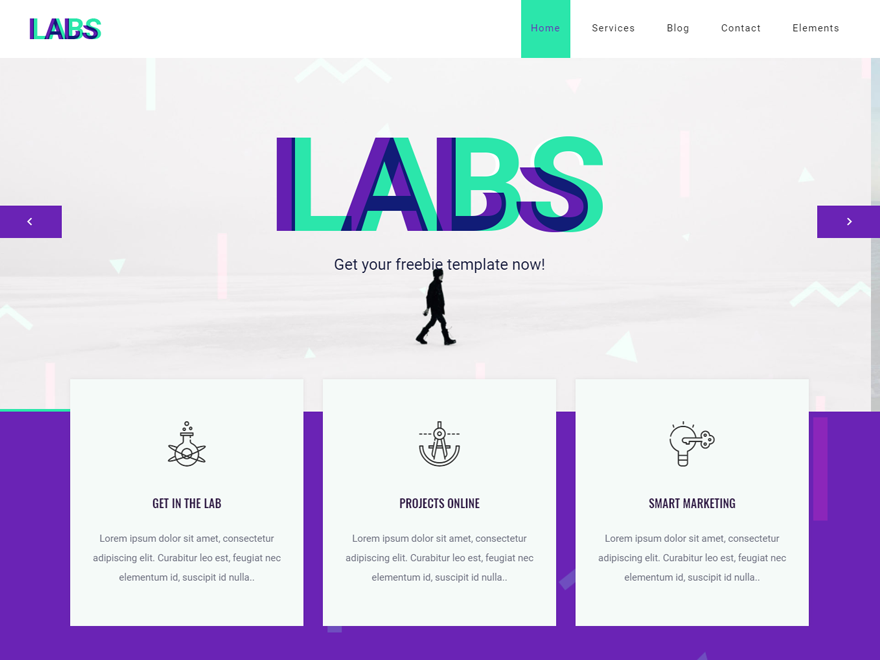 LABS
Home Services Blog Contact Elements
LABS
Get your freebie template now!
GET IN THE LAB
Lorem ipsum dolor sit amet, consectetur
adipiscing elit. Curabitur leo est, feugiat nec
elementum id, suscipit id nulla..
PROJECTS ONLINE
Lorem ipsum dolor sit amet, consectetur
adipiscing elit. Curabitur leo est, feugiat nec
elementum id, suscipit id nulla..
SMART MARKETING
Lorem ipsum dolor sit amet, consectetur
adipiscing elit. Curabitur leo est, feugiat nec
elementum id, suscipit id nulla..